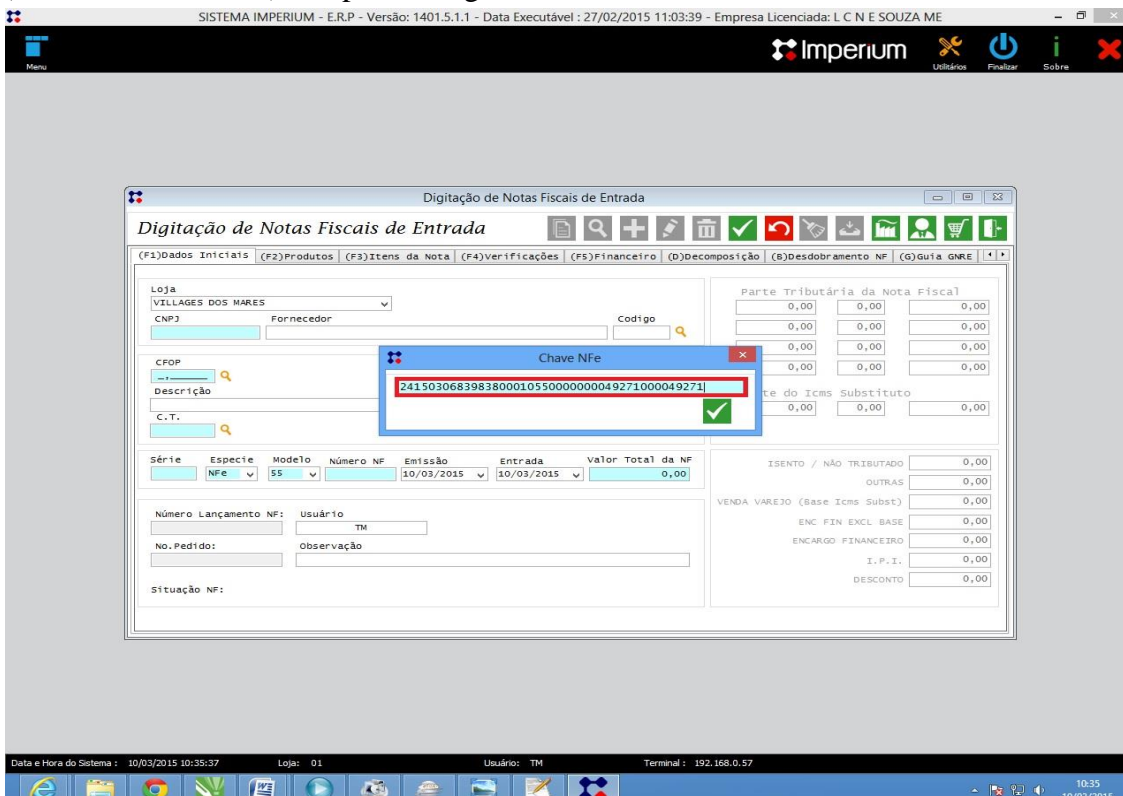 SISTEMA IMPERIUM - E.R.P - Versão: 1401.5.1.1 - Data Executável : 27/02/2015 11:03:39 - Empresa Licenciada: L C N E SOUZA ME
Imperium
Menu Utilitários Finalizar Sobre
Digitação de Notas Fiscais de Entrada
Digitação de Notas Fiscais de Entrada
(F1)Dados Iniciais (F2)Produtos (F3)Itens da Nota (F4)Verificações (F5)Financeiro (D)Decomposição (B)Desdobramento NF (G)Guia GNRE
Loja Parte Tributária da Nota Fiscal
VILLAGES DOS MARES 0,00 0,00 0,00
CNPJ Fornecedor Codigo
0,00 0,00 0,00
0,00 0,00 0,00
Chave NFe
CFOP 0,00 0,00 0,00
Descrição 2415030683983800010550000000049271000049271 te do Icms Substituto
C.T. 0,00 0,00 0,00
Série Especie Modelo Número NF Emissão Entrada Valor Total da NF
NFe 55 10/03/2015 10/03/2015 0,00
ISENTO / NÃO TRIBUTADO 0,00
OUTRAS 0,00
VENDA VAREJO (Base Icms Subst) 0,00
Número Lançamento NF: Usuário
TM
ENC FIN EXCL BASE 0,00
No.Pedido: Observação
ENCARGO FINANCEIRO 0,00
I.P.I. 0,00
DESCONTO 0,00
Situação NF:
Data e Hora do Sistema : 10/03/2015 10:35:37 Loja: 01 Usuário: TM Terminal : 192.168.0.57
10:35